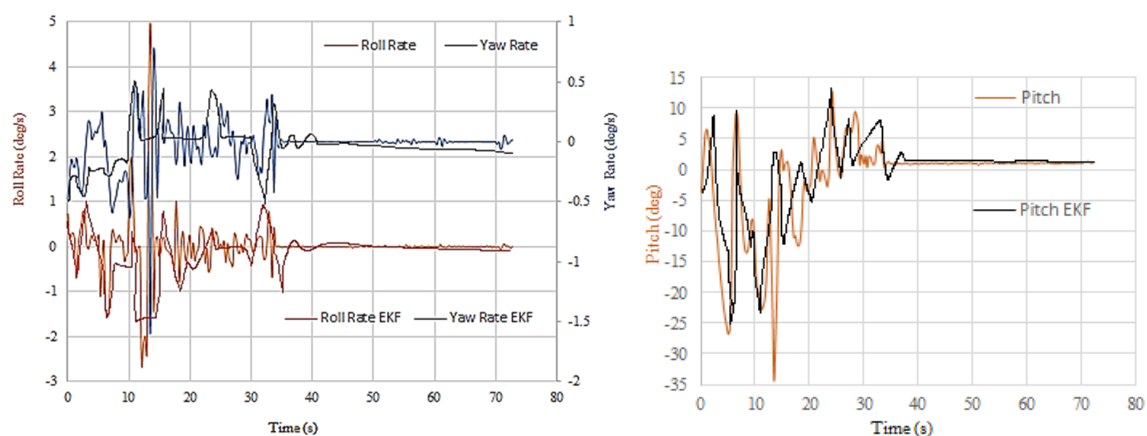 5
4
3
2
1
0
-1
-2
-3
Roll Rate (deg/s)
Roll Rate
Yaw Rate
Roll Rate EKF
Yaw Rate EKF
1
0.5
0
-0.5
-1
-1.5
-2
Yaw Rate (deg/s)
0 10 20 30 40 50 60 70 80
Time (s)
15
10
5
0
-5
-10
-15
-20
-25
-30
-35
Pitch (deg)
Pitch
Pitch EKF
0 10 20 30 40 50 60 70 80
Time (s)